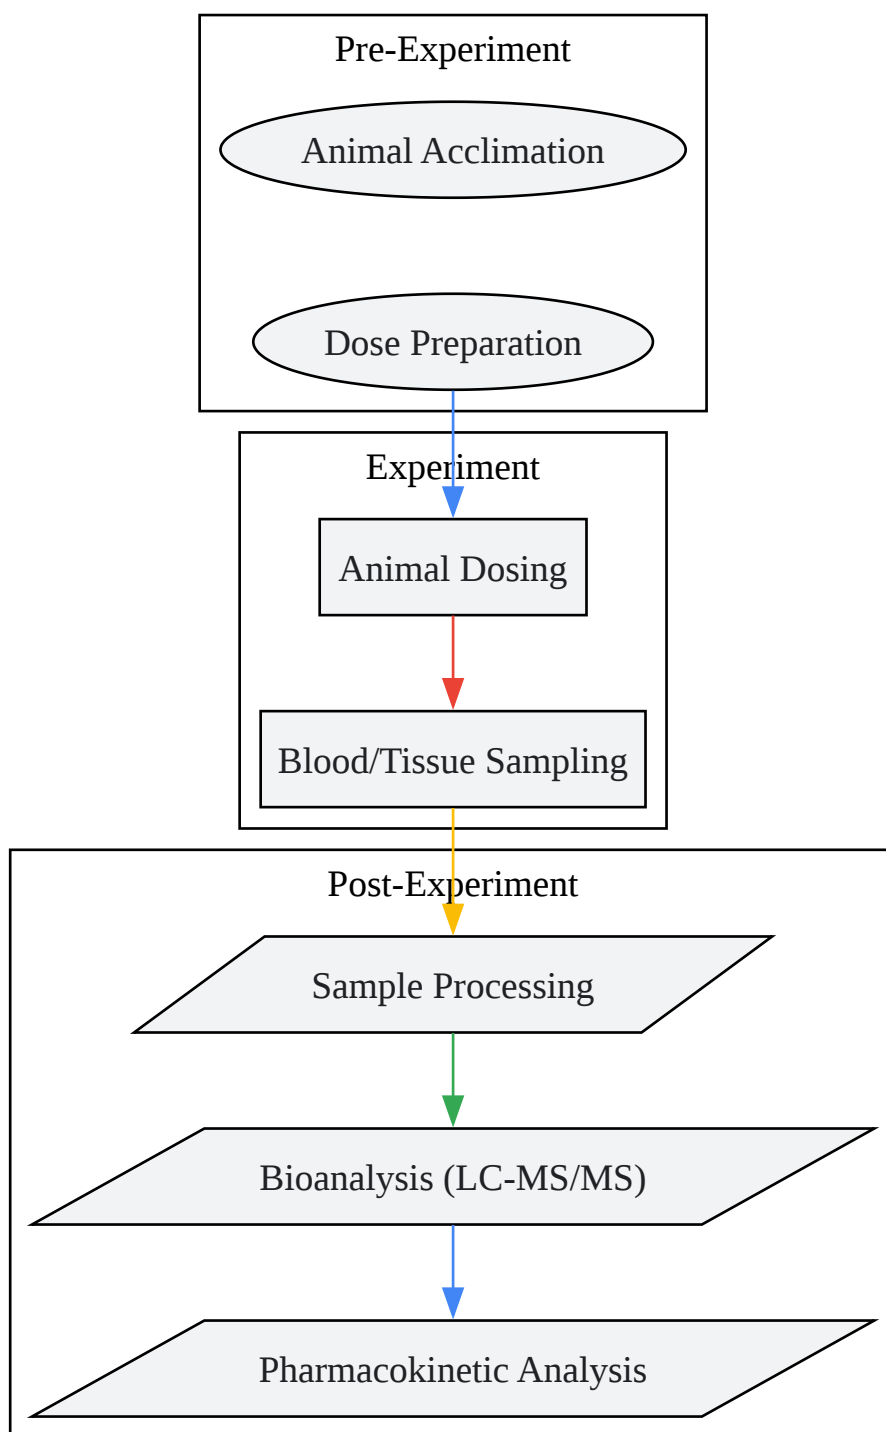 Pre-Experiment
Animal Acclimation
Dose Preparation
Experiment
Animal Dosing
Blood/Tissue Sampling
Post-Experiment
Sample Processing
Bioanalysis (LC-MS/MS)
Pharmacokinetic Analysis